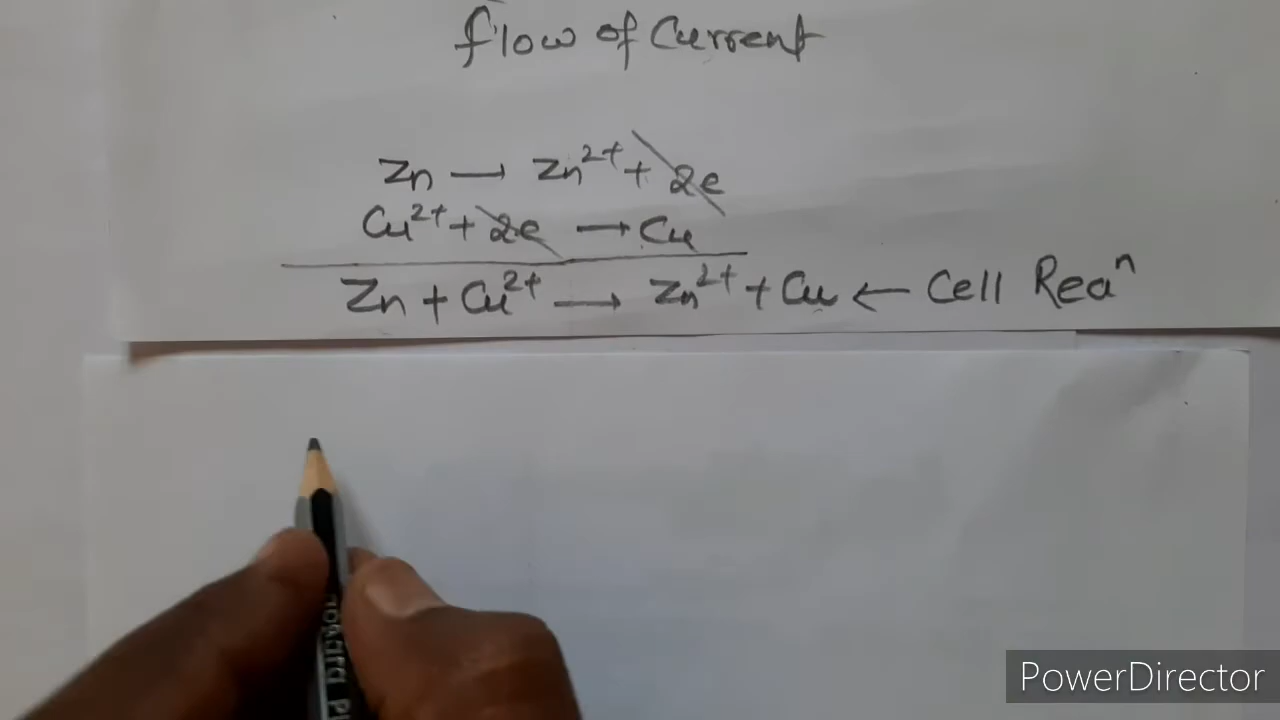 Flow of Current
Zn → Zn²⁺ + 2e
Cu²⁺ + 2e → Cu
Zn + Cu²⁺ → Zn²⁺ + Cu ← Cell Reaⁿ
PowerDirector